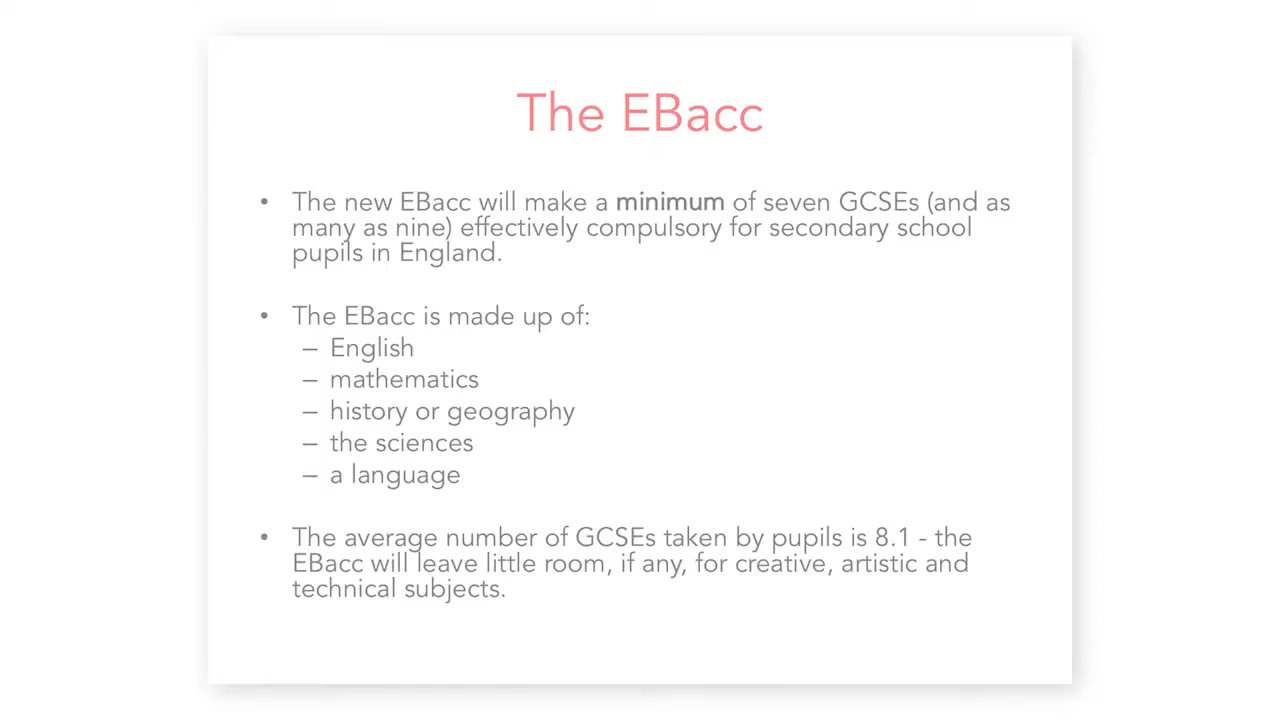 The EBacc
• The new EBacc will make a minimum of seven GCSEs (and as
many as nine) effectively compulsory for secondary school
pupils in England.
• The EBacc is made up of:
– English
– mathematics
– history or geography
– the sciences
– a language
• The average number of GCSEs taken by pupils is 8.1 - the
EBacc will leave little room, if any, for creative, artistic and
technical subjects.